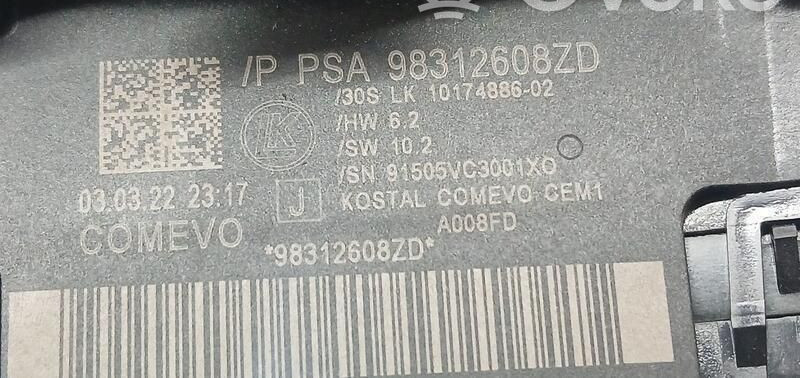 /P PSA 98312608ZD
/30S LK 10174886-02
/HW 6.2
/SW 10.2
/SN 91505VC3001XO
03.03.22 23:17
J KOSTAL COMEVO CEM1
COMEVO
A008FD
*98312608ZD*